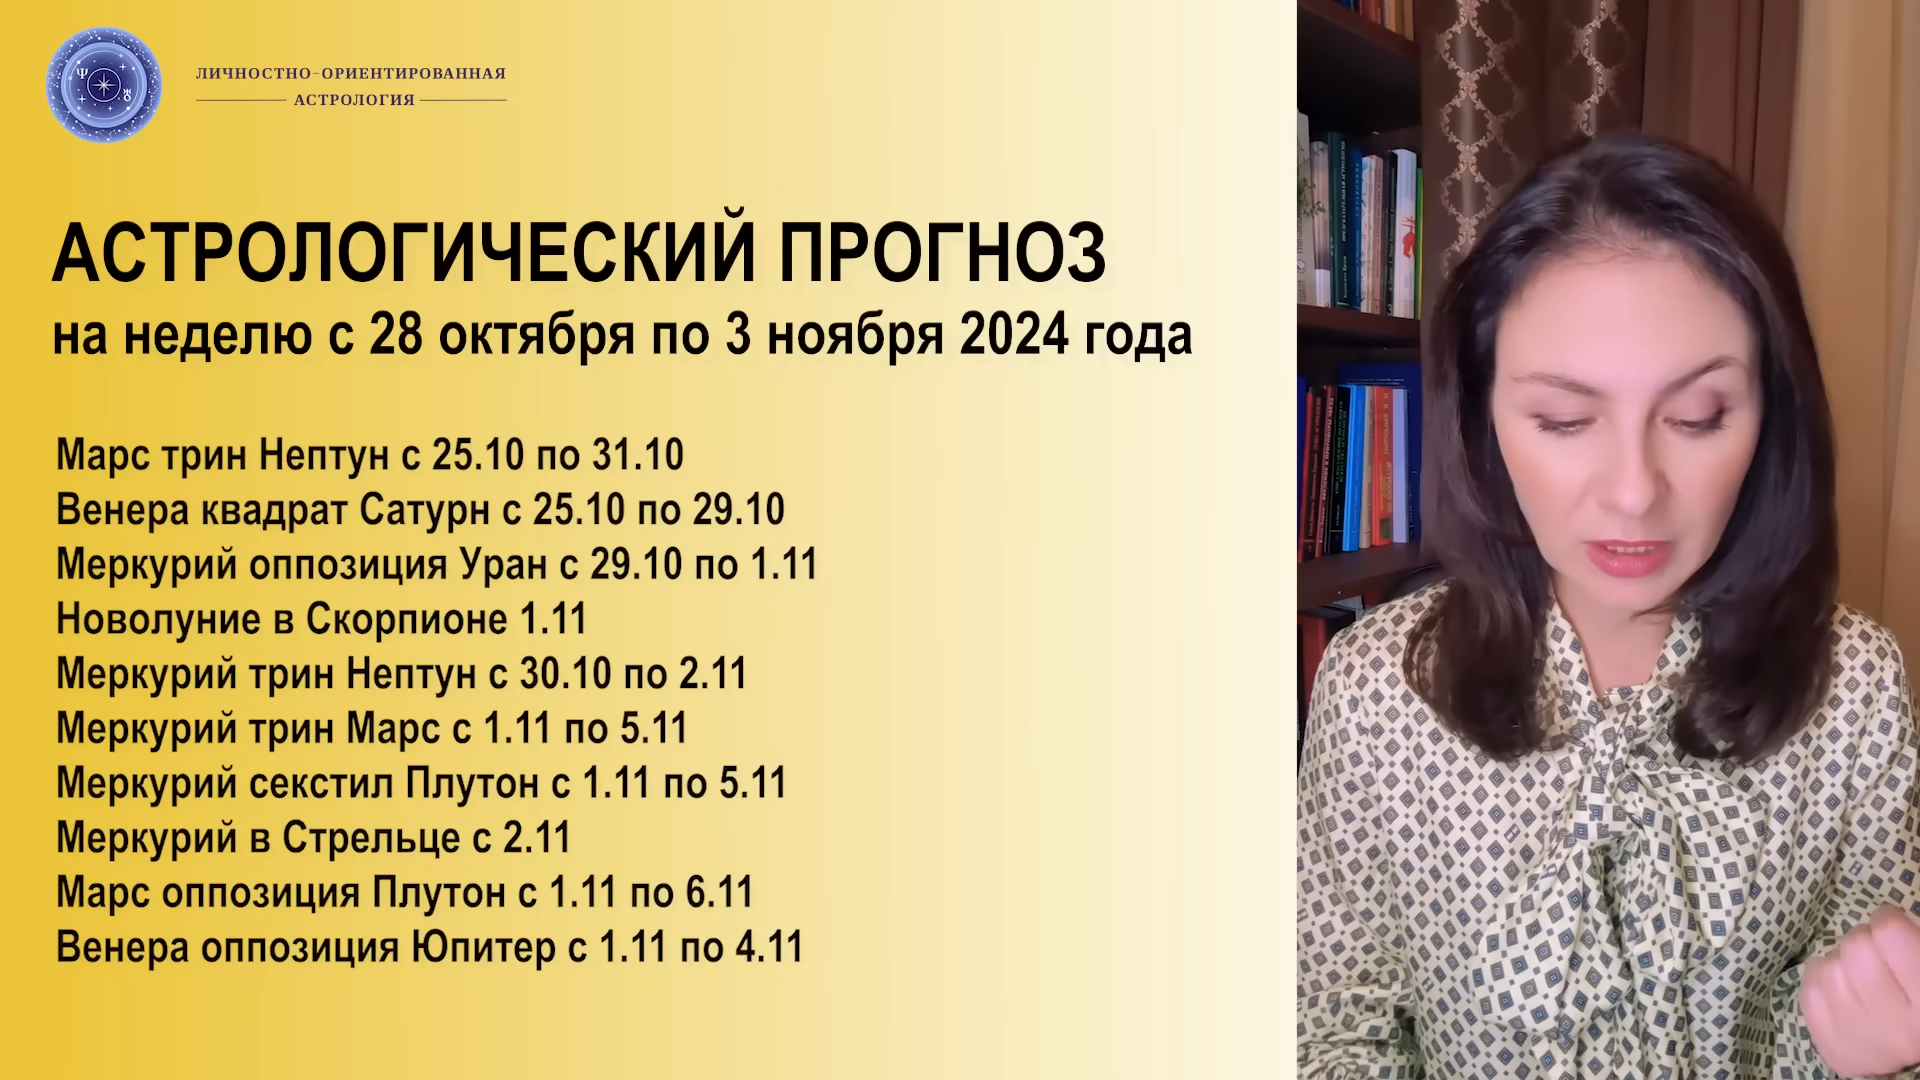 ЛИЧНОСТНО-ОРИЕНТИРОВАННАЯ
АСТРОЛОГИЯ
АСТРОЛОГИЧЕСКИЙ ПРОГНОЗ
на неделю с 28 октября по 3 ноября 2024 года
Марс трин Нептун с 25.10 по 31.10
Венера квадрат Сатурн с 25.10 по 29.10
Меркурий оппозиция Уран с 29.10 по 1.11
Новолуние в Скорпионе 1.11
Меркурий трин Нептун с 30.10 по 2.11
Меркурий трин Марс с 1.11 по 5.11
Меркурий секстил Плутон с 1.11 по 5.11
Меркурий в Стрельце с 2.11
Марс оппозиция Плутон с 1.11 по 6.11
Венера оппозиция Юпитер с 1.11 по 4.11